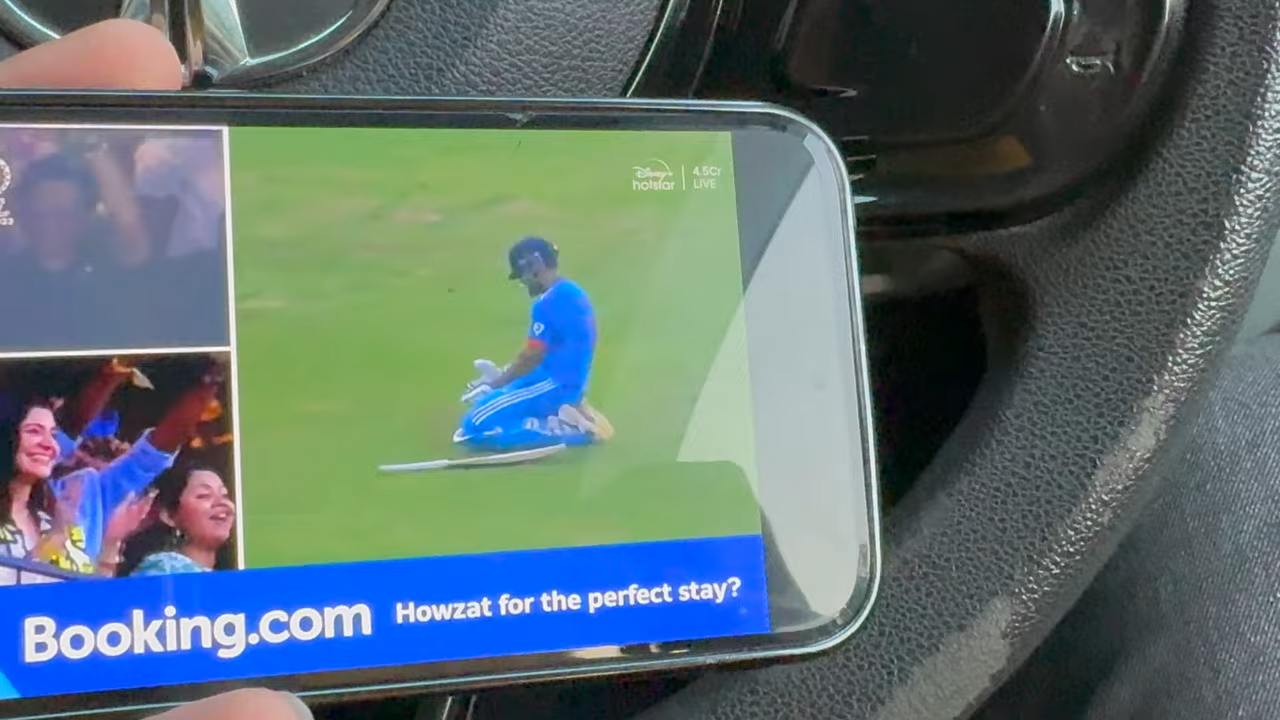 Disney+
hotstar
4.5Cr
LIVE
Booking.com
Howzat for the perfect stay?